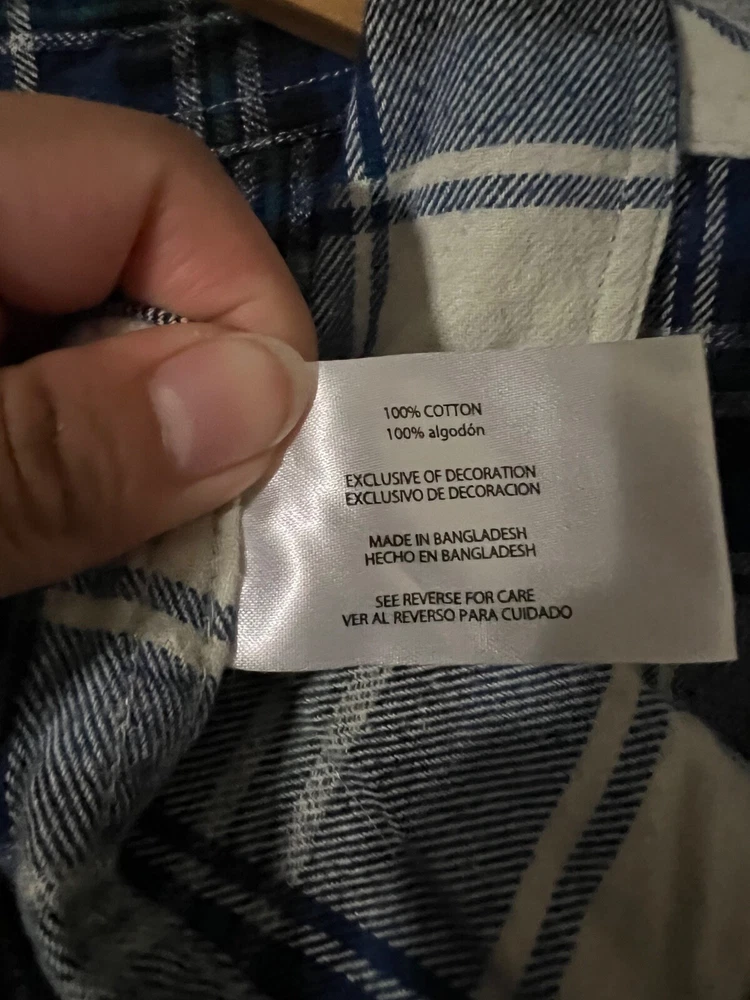 100% COTTON
100% algodón
EXCLUSIVE OF DECORATION
EXCLUSIVO DE DECORACION
MADE IN BANGLADESH
HECHO EN BANGLADESH
SEE REVERSE FOR CARE
VER AL REVERSO PARA CUIDADO